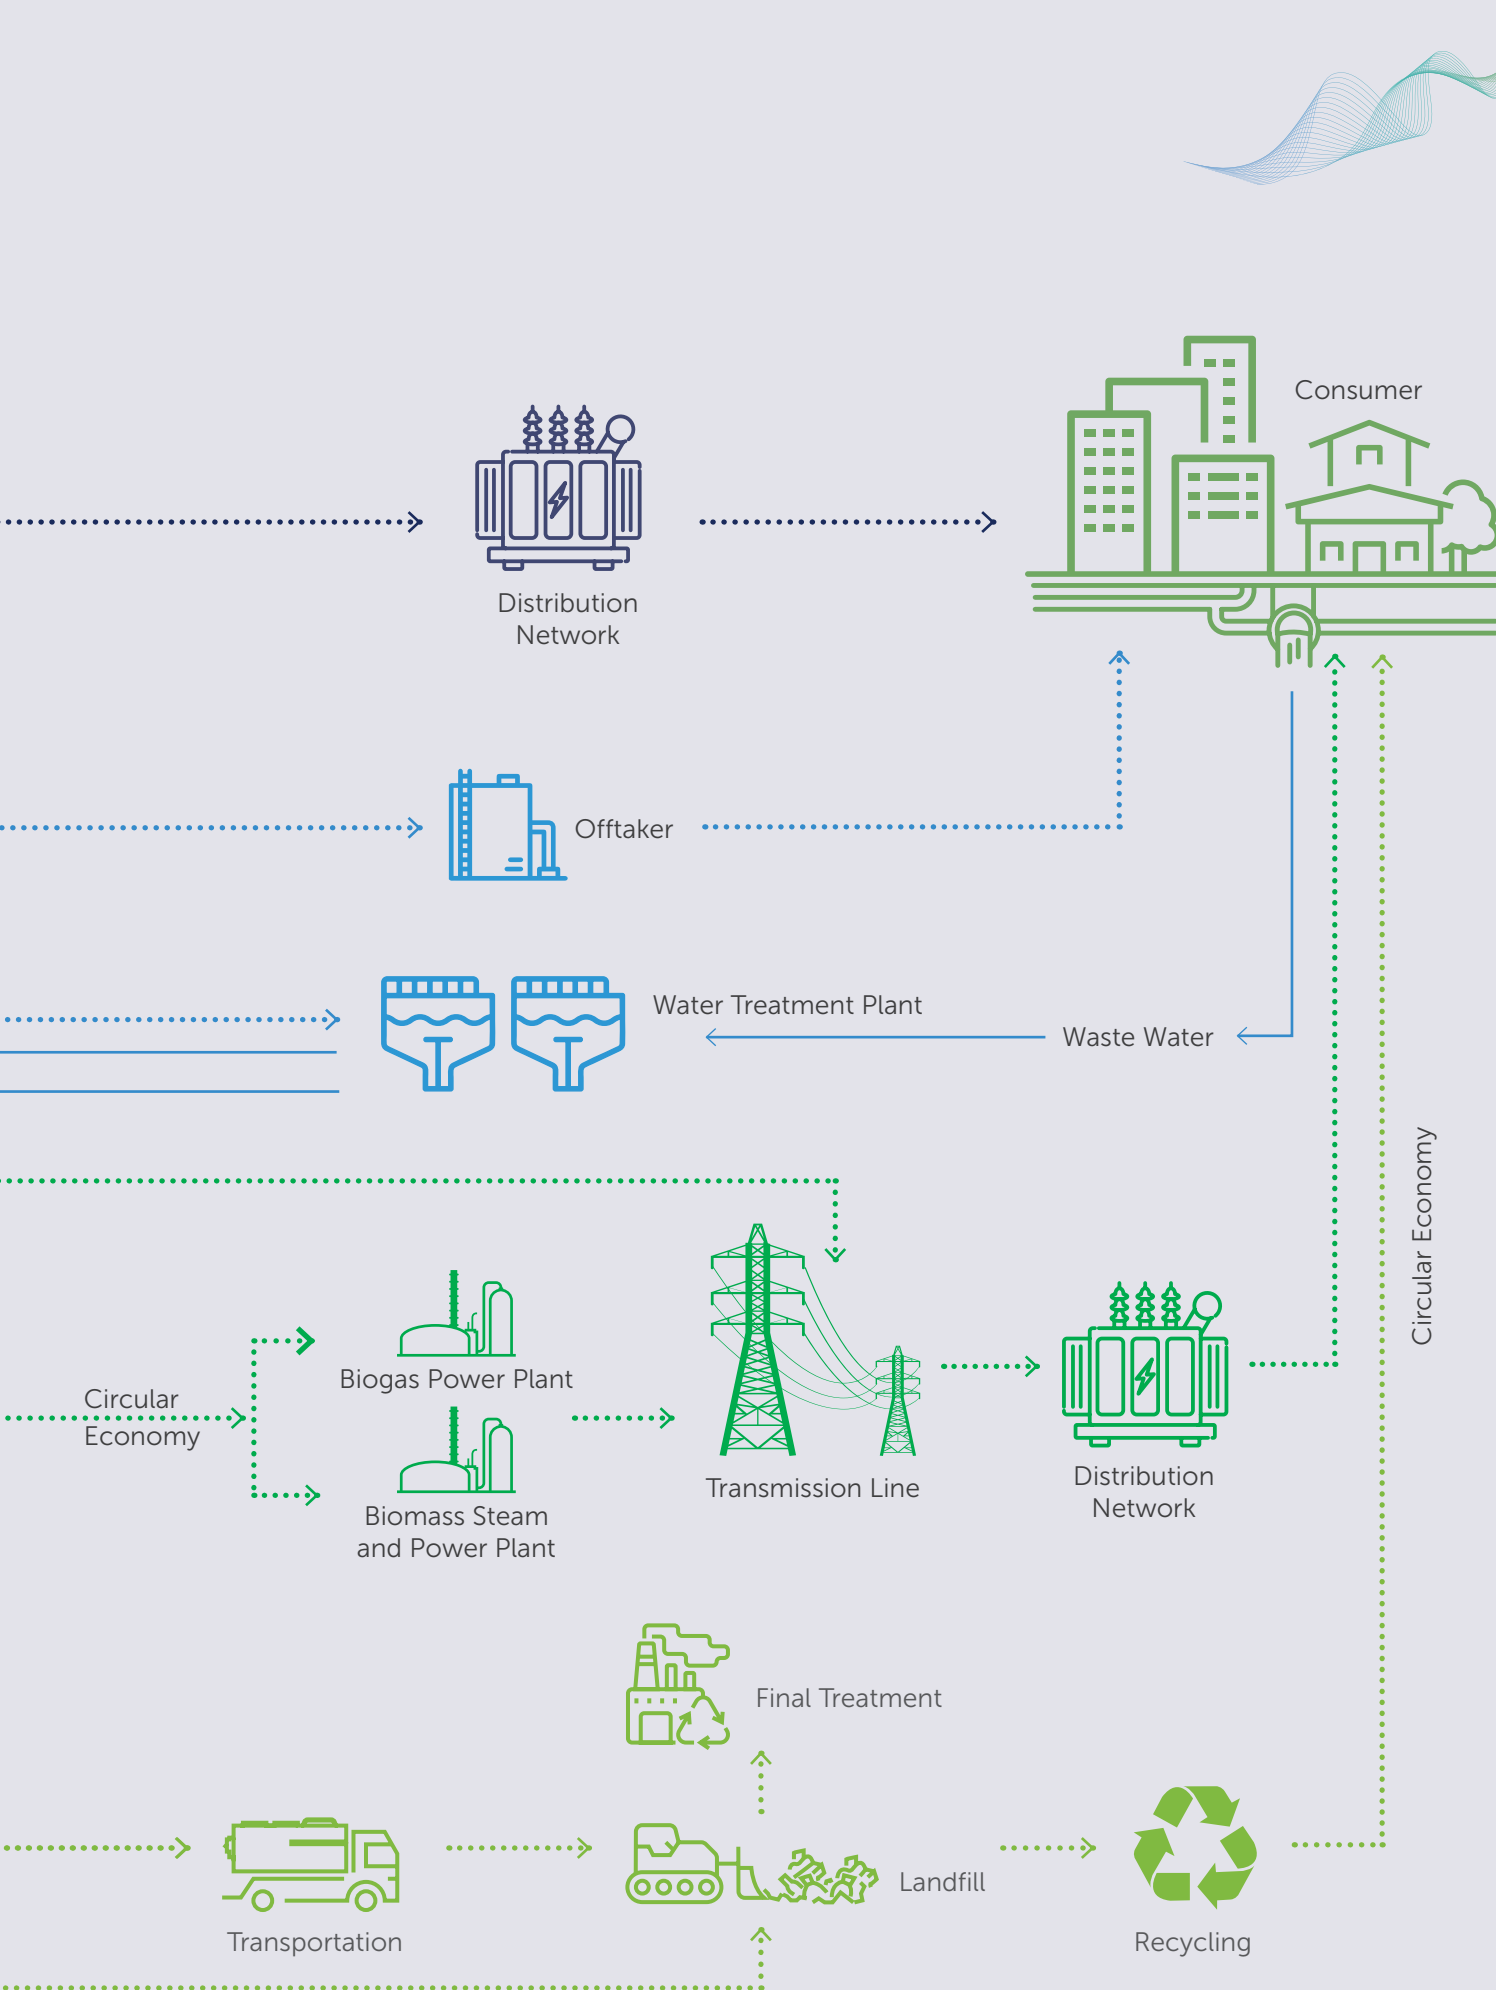 Consumer
Distribution
Network
Offtaker
Water Treatment Plant
Waste Water
Circular Economy
Biogas Power Plant
Circular
Economy
Transmission Line
Distribution
Network
Biomass Steam
and Power Plant
Final Treatment
Landfill
Transportation
Recycling